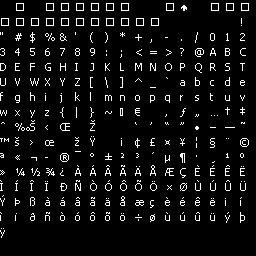 !
" # $ % & ' ( ) * + , - . / 0 1 2
3 4 5 6 7 8 9 : ; < = > ? @ A B C
D E F G H I J K L M N O P Q R S T
U V W X Y Z [ \ ] ^ _ ` a b c d e
f g h i j k l m n o p q r s t u v
w x y z { | } ~ € ‚ ƒ „ … † ‡
ˆ ‰ Š ‹ Œ Ž ‘ ’ “ ” • – — ˜
™ š › œ ž Ÿ ¡ ¢ £ ¤ ¥ ¦ § ¨ ©
ª « ¬ - ® ¯ ° ± ² ³ ´ µ ¶ · ¸ ¹ º
» ¼ ½ ¾ ¿ À Á Â Ã Ä Å Æ Ç È É Ê Ë
Ì Í Î Ï Ð Ñ Ò Ó Ô Õ Ö × Ø Ù Ú Û Ü
Ý Þ ß à á â ã ä å æ ç è é ê ë ì í
î ï ð ñ ò ó ô õ ö ÷ ø ù ú û ü ý þ
ÿ